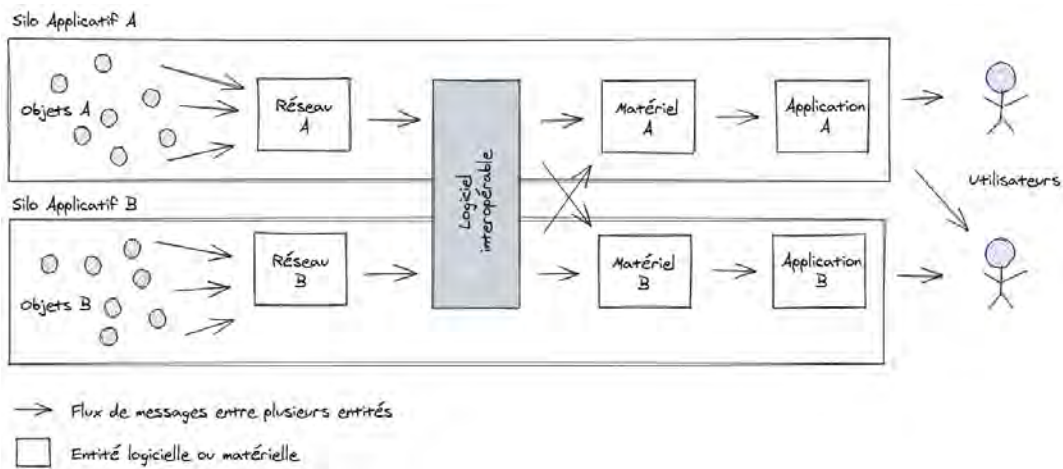 Silo Applicatif A
Objets A
Réseau
A
Logiciel
interopérable
Matériel
A
Application
A
Utilisateurs
Silo Applicatif B
Objets B
Réseau
B
Matériel
B
Application
B
Flux de messages entre plusieurs entités
Entité logicielle ou matérielle